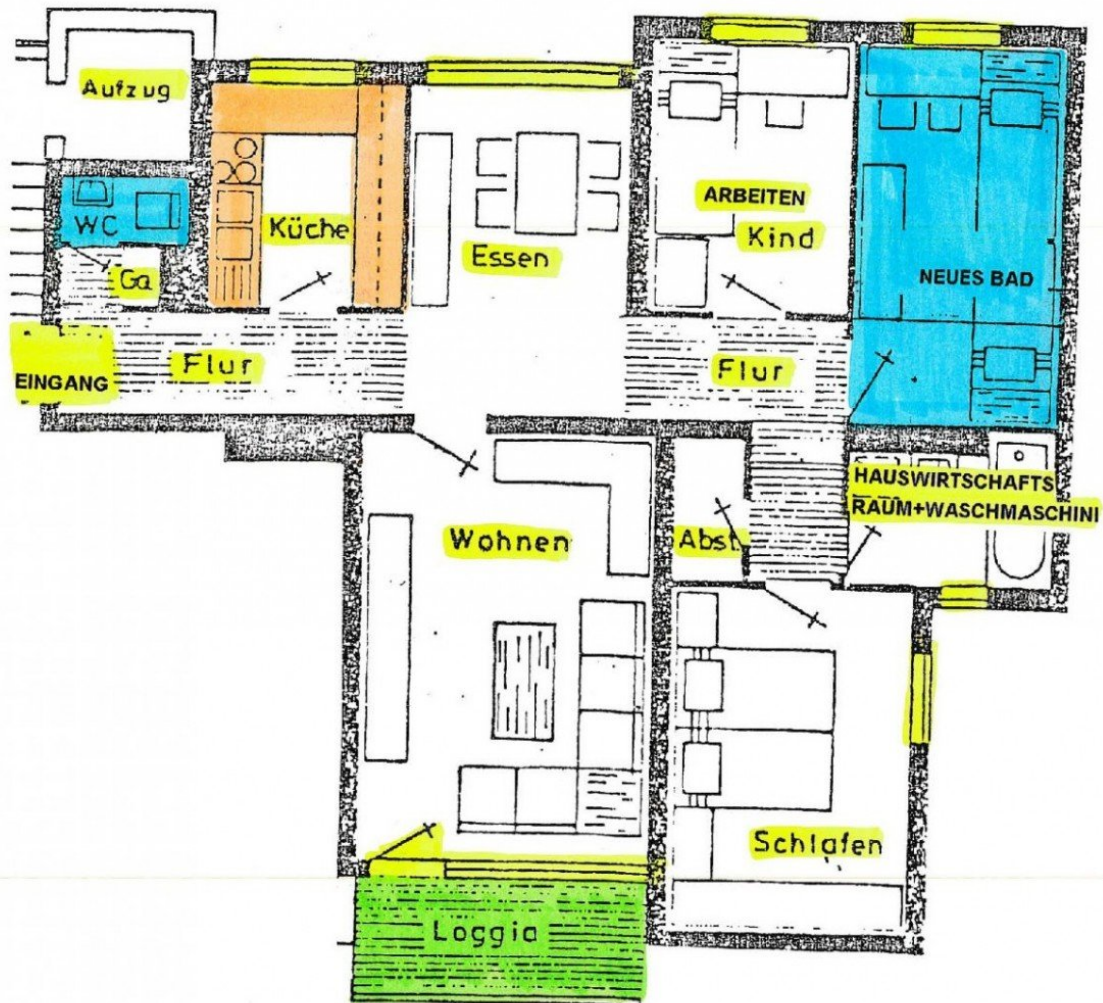 Aufzug
WC
Küche
Ga
Essen
ARBEITEN
Kind
NEUES BAD
EINGANG
Flur
Flur
Wohnen
Abst.
HAUSWIRTSCHAFTS
RAUM+WASCHMASCHINI
Schlafen
Loggia